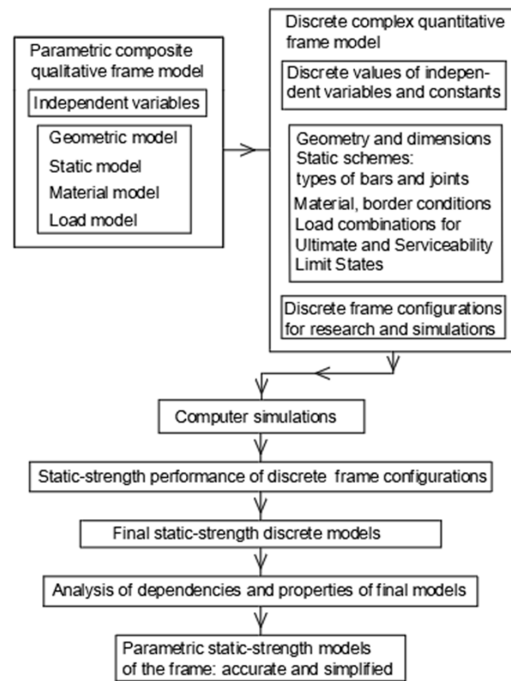 Parametric composite
qualitative frame model
Independent variables
Geometric model
Static model
Material model
Load model
Discrete complex quantitative
frame model
Discrete values of indepen-
dent variables and constants
Geometry and dimensions
Static schemes:
types of bars and joints
Material, border conditions
Load combinations for
Ultimate and Serviceability
Limit States
Discrete frame configurations
for research and simulations
Computer simulations
Static-strength performance of discrete frame configurations
Final static-strength discrete models
Analysis of dependencies and properties of final models
Parametric static-strength models
of the frame: accurate and simplified